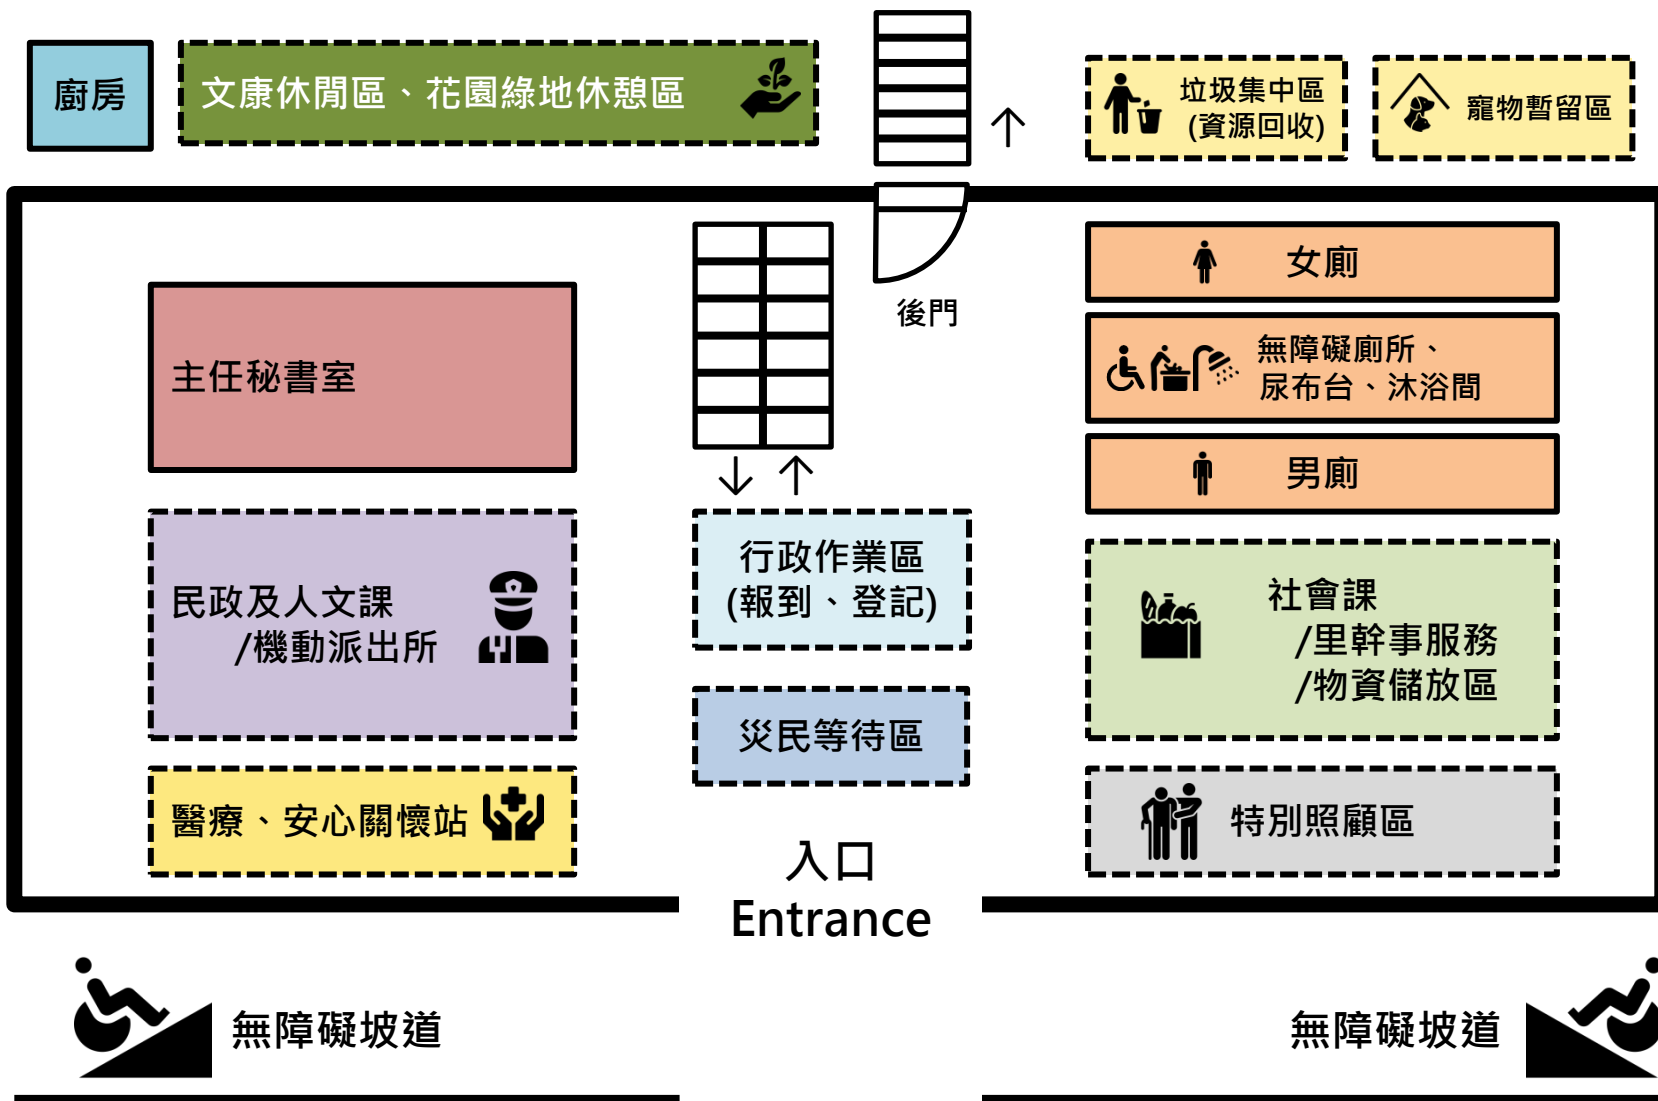 廚房
文康休閒區、花園綠地休憩區
垃圾集中區
(資源回收)
寵物暫留區
後門
女廁
無障礙廁所、
尿布台、沐浴間
男廁
主任秘書室
民政及人文課
/機動派出所
行政作業區
(報到、登記)
社會課
/里幹事服務
/物資儲放區
災民等待區
醫療、安心關懷站
特別照顧區
入口
Entrance
無障礙坡道
無障礙坡道